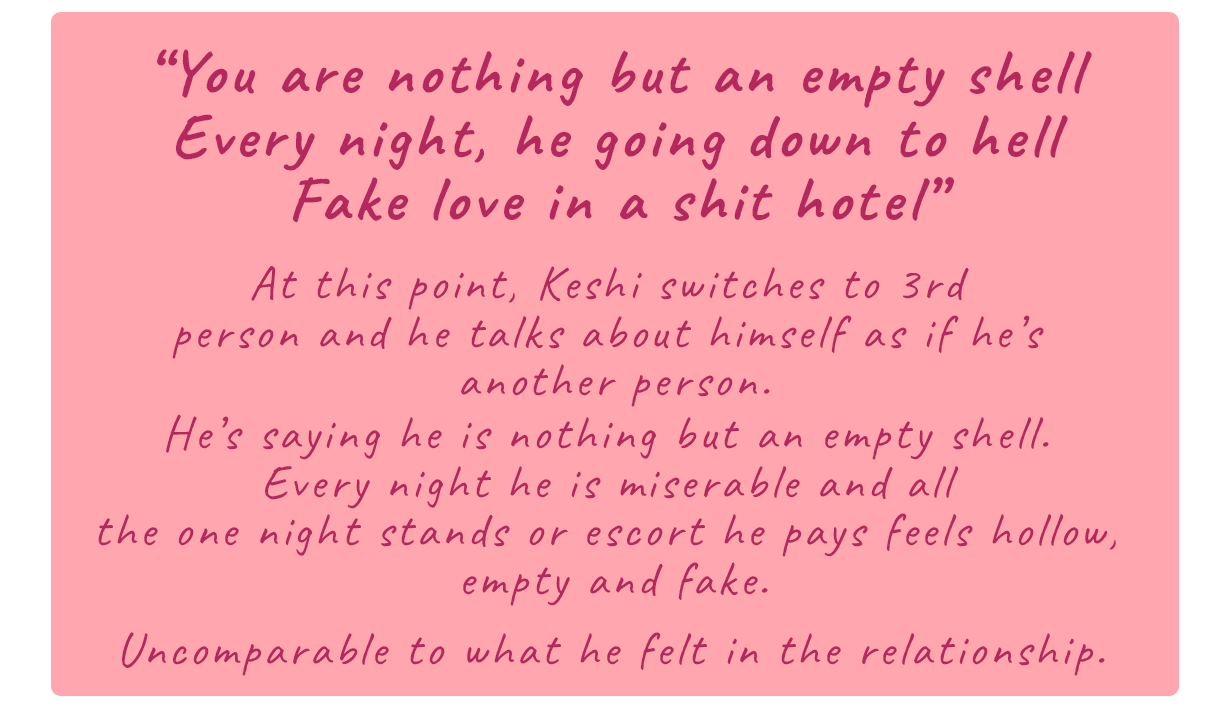 “You are nothing but an empty shell
Every night, he going down to hell
Fake love in a shit hotel”
At this point, Keshi switches to 3rd
person and he talks about himself as if he’s
another person.
He’s saying he is nothing but an empty shell.
Every night he is miserable and all
the one night stands or escort he pays feels hollow,
empty and fake.
Uncomparable to what he felt in the relationship.